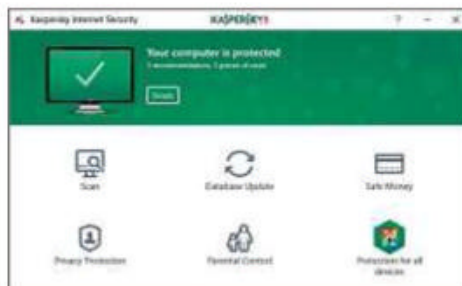 Kaspersky Internet Security KASPERSKY ? – ×
Your computer is protected
Details
Scan
Database Update
Safe Money
Privacy Protection
Parental Control
Protection for all
devices